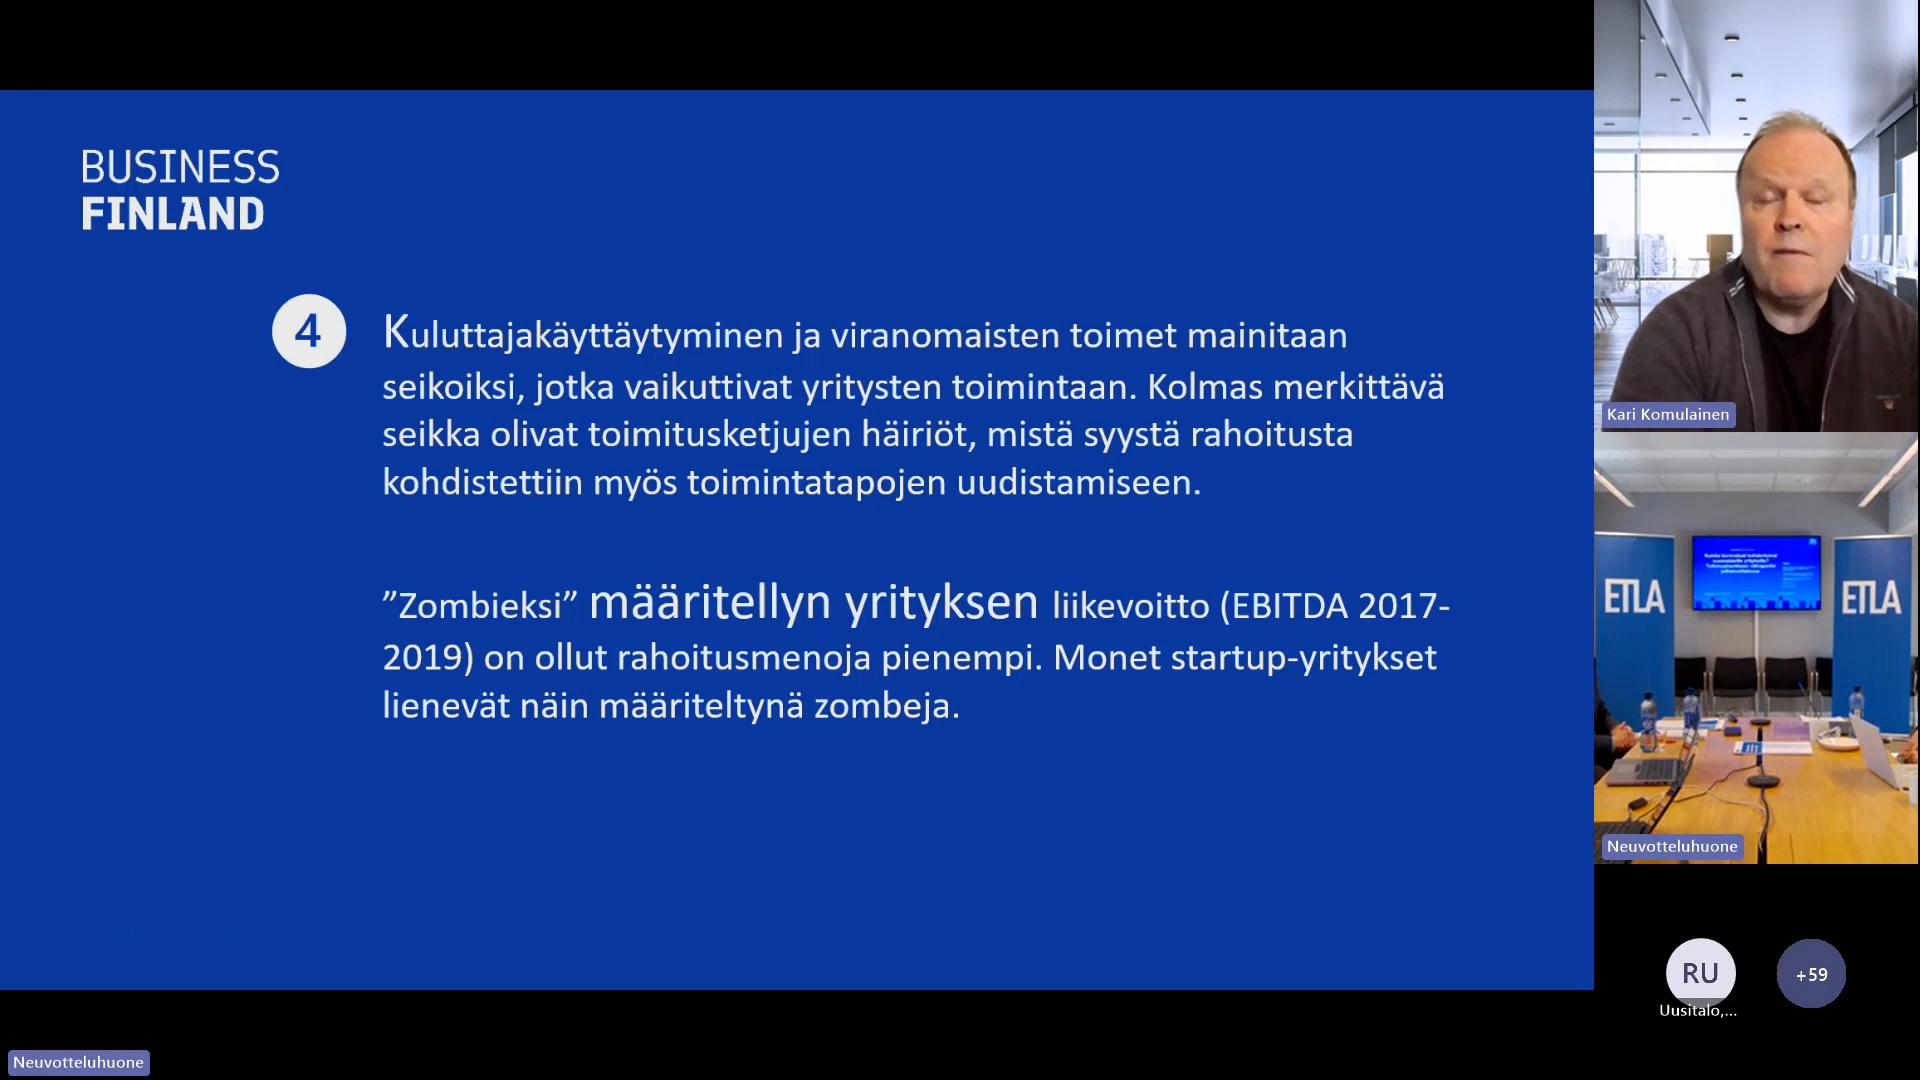 BUSINESS
FINLAND
4
Kuluttajakäyttäytyminen ja viranomaisten toimet mainitaan
seikoiksi, jotka vaikuttivat yritysten toimintaan. Kolmas merkittävä
seikka olivat toimitusketjujen häiriöt, mistä syystä rahoitusta
kohdistettiin myös toimintatapojen uudistamiseen.
”Zombieksi” määritellyn yrityksen liikevoitto (EBITDA 2017-
2019) on ollut rahoitusmenoja pienempi. Monet startup-yritykset
lienevät näin määriteltynä zombeja.
Kari Komulainen
ETLA
ETLA
Neuvotteluhuone
RU
+59
Uusitalo,...
Neuvotteluhuone